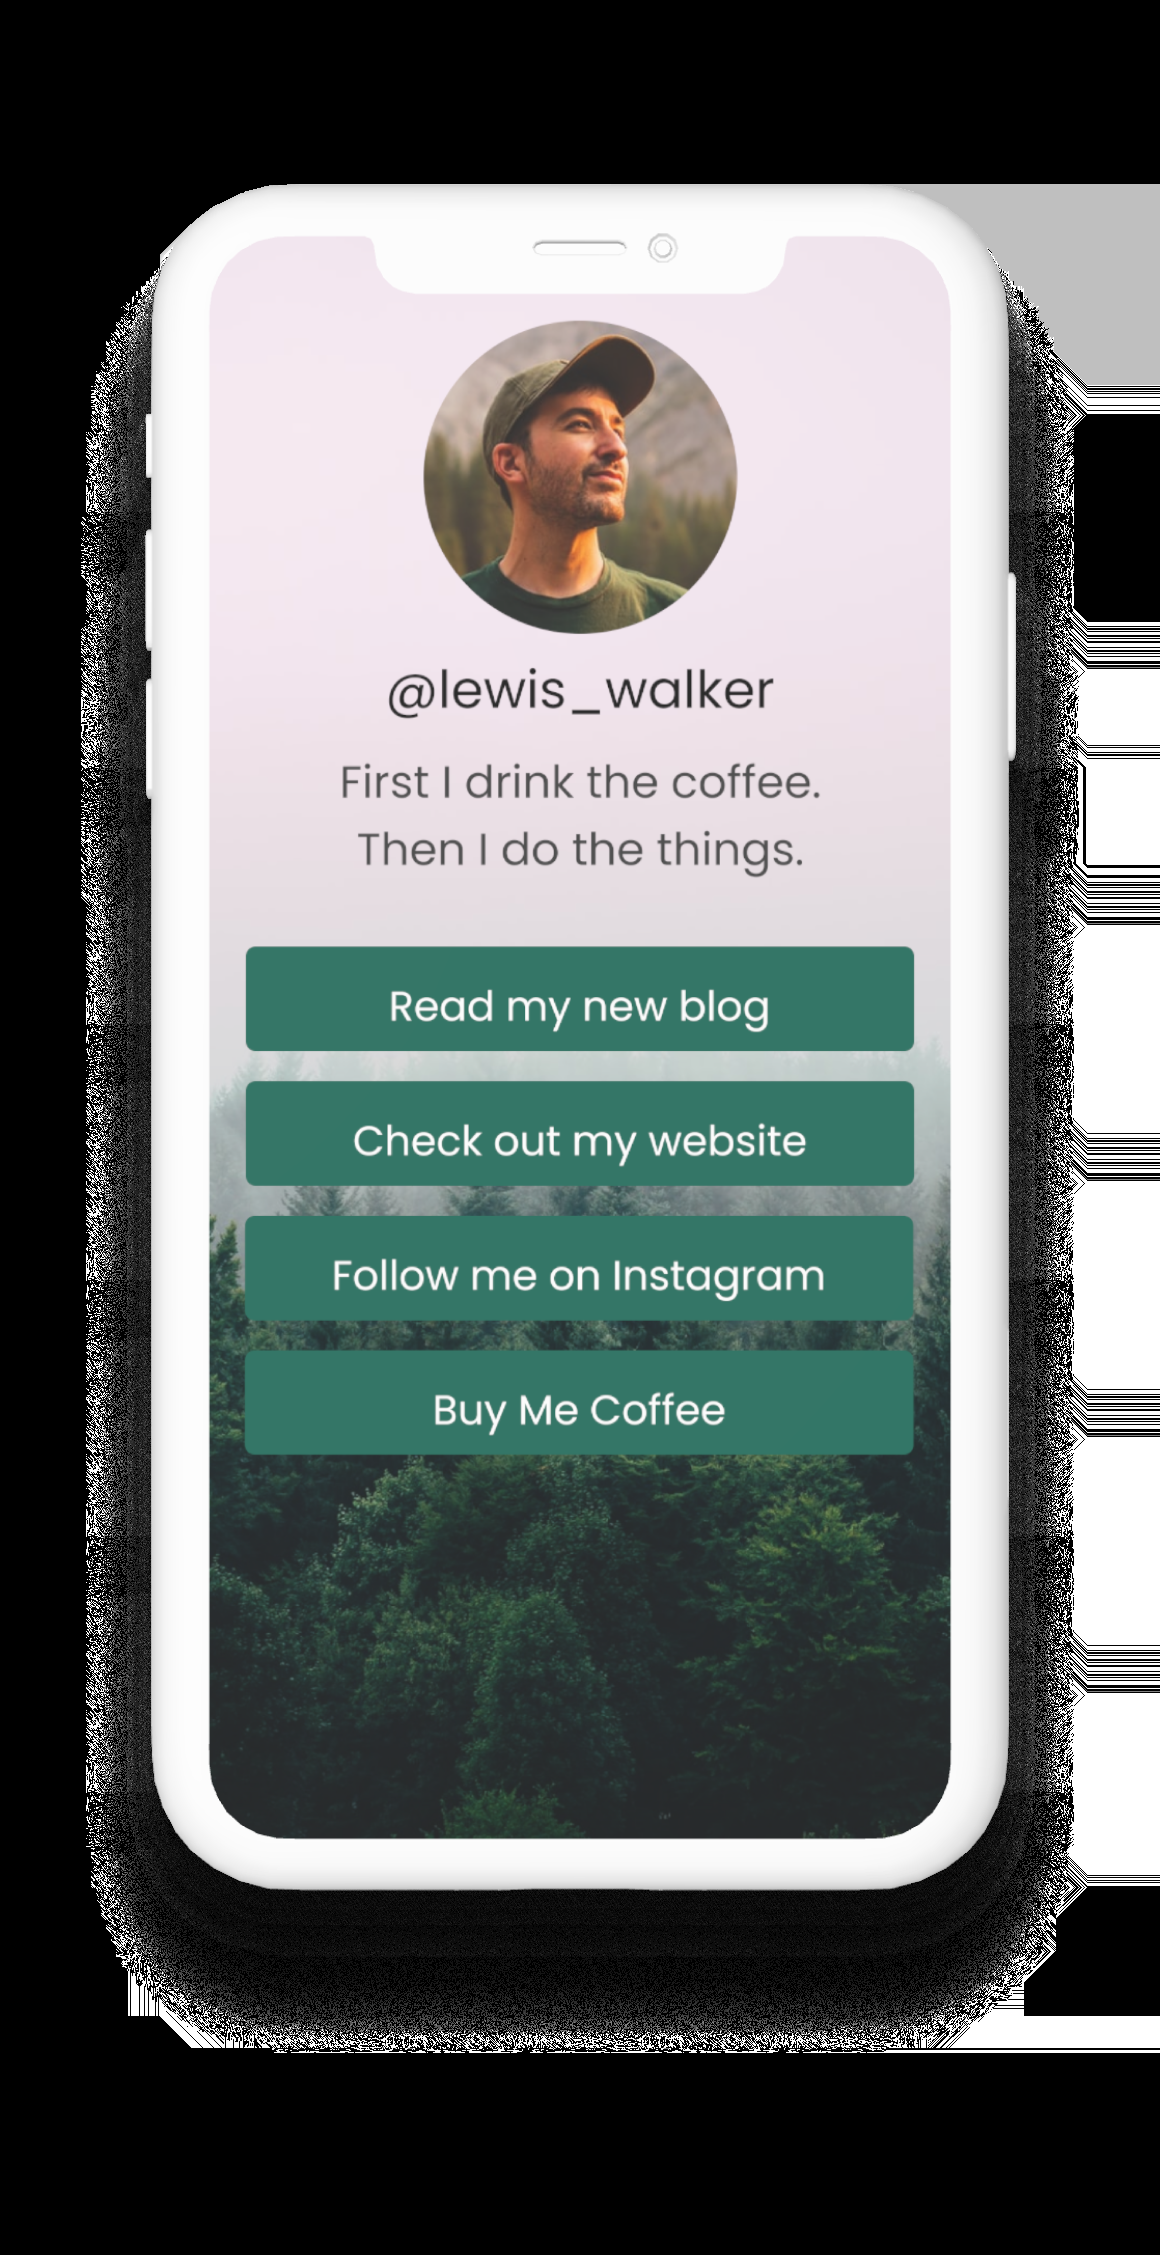 @lewis_walker
First I drink the coffee.
Then I do the things.
Read my new blog
Check out my website
Follow me on Instagram
Buy Me Coffee